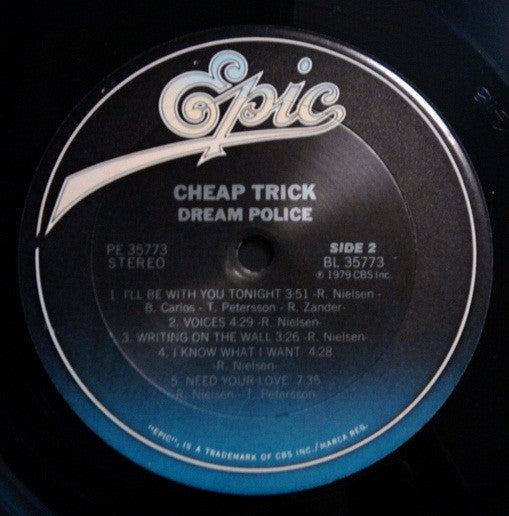 Epic
CHEAP TRICK
DREAM POLICE
PE 35773
STEREO
SIDE 2
BL 35773
℗ 1979 CBS Inc.
1. I'LL BE WITH YOU TONIGHT 3:51 -R. Nielsen -
B. Carlos - T. Petersson - R. Zander-
2. VOICES 4:29 -R. Nielsen-
3. WRITING ON THE WALL 3:26 -R. Nielsen-
4. I KNOW WHAT I WANT 4:28
-R. Nielsen-
5. NEED YOUR LOVE 7:35
R. Nielsen - T. Petersson-
"EPIC", IS A TRADEMARK OF CBS INC./MARCA REG.